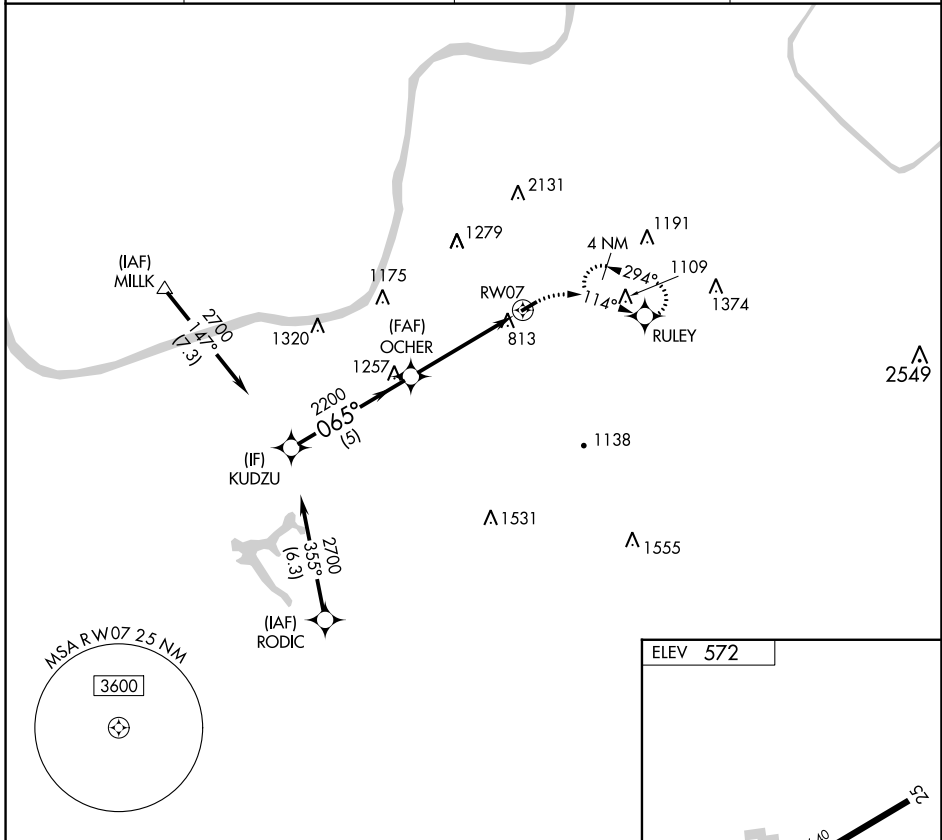 2131
1279
1191
4 NM
294°
1109
(IAF)
MILLK
1175
RW07
114°
1374
2700
147°
(7.3)
1320
(FAF)
OCHER
813
RULEY
1257
2549
2200
065°
(5)
(IF)
KUDZU
1138
1531
1555
2700
355°
(6.3)
(IAF)
RODIC
MSA RW07 25 NM
3600
ELEV 572
25